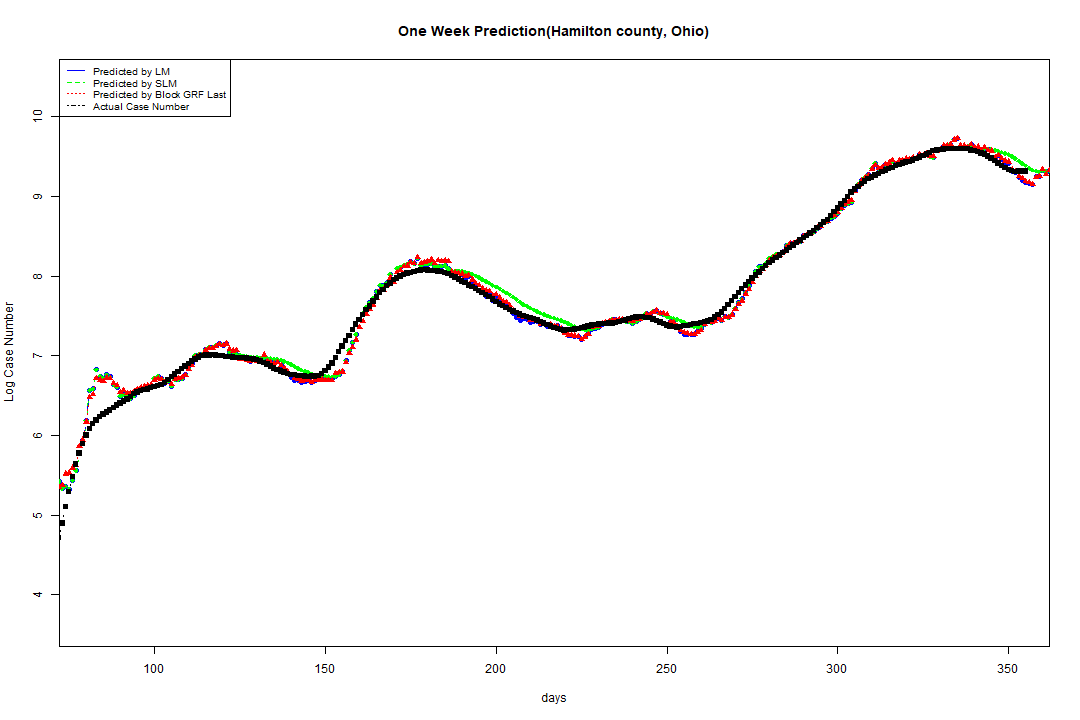 One Week Prediction(Hamilton county, Ohio)
Predicted by LM
Predicted by SLM
Predicted by Block GRF Last
Actual Case Number
10
9
8
7
6
5
4
Log Case Number
100 150 200 250 300 350
days